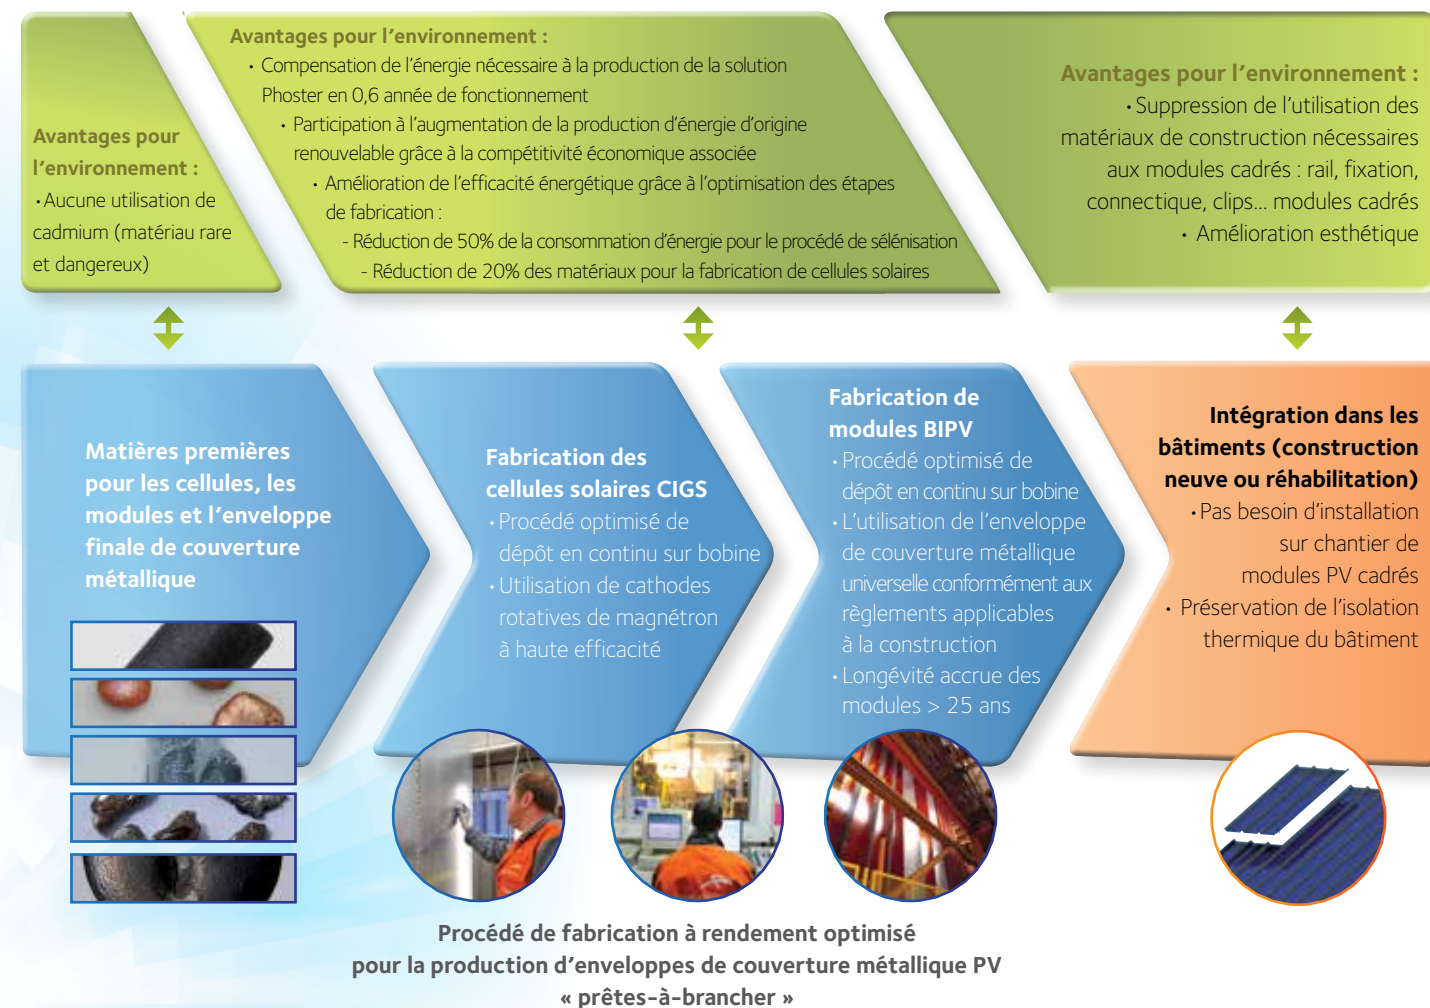 Avantages pour
l'environnement :
• Aucune utilisation de
cadmium (matériau rare
et dangereux)
Avantages pour l'environnement :
• Compensation de l'énergie nécessaire à la production de la solution
Phoster en 0,6 année de fonctionnement
• Participation à l'augmentation de la production d'énergie d'origine
renouvelable grâce à la compétitivité économique associée
• Amélioration de l'efficacité énergétique grâce à l'optimisation des étapes
de fabrication :
- Réduction de 50% de la consommation d'énergie pour le procédé de sélénisation
- Réduction de 20% des matériaux pour la fabrication de cellules solaires
Avantages pour l'environnement :
• Suppression de l'utilisation des
matériaux de construction nécessaires
aux modules cadrés : rail, fixation,
connectique, clips... modules cadrés
• Amélioration esthétique
Matières premières
pour les cellules, les
modules et l'enveloppe
finale de couverture
métallique
Fabrication des
cellules solaires CIGS
• Procédé optimisé de
dépôt en continu sur bobine
• Utilisation de cathodes
rotatives de magnétron
à haute efficacité
Fabrication de
modules BIPV
• Procédé optimisé de
dépôt en continu sur bobine
• L'utilisation de l'enveloppe
de couverture métallique
universelle conformément aux
règlements applicables
à la construction
• Longévité accrue des
modules > 25 ans
Intégration dans les
bâtiments (construction
neuve ou réhabilitation)
• Pas besoin d'installation
sur chantier de
modules PV cadrés
• Préservation de l'isolation
thermique du bâtiment
Procédé de fabrication à rendement optimisé
pour la production d'enveloppes de couverture métallique PV
« prêtes-à-brancher »